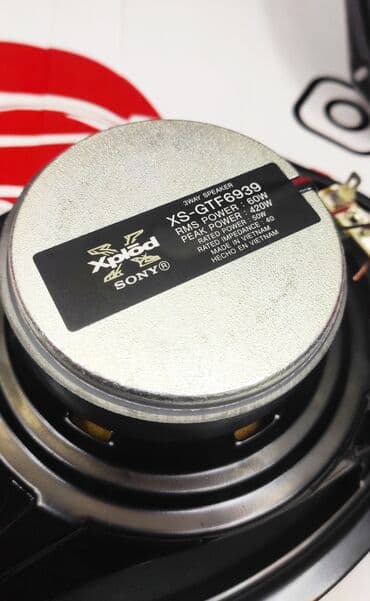 3WAY SPEAKER
XS-GTF6939
RMS POWER : 60W
PEAK POWER : 420W
RATED POWER : 50W
RATED IMPEDANCE : 4Ω
MADE IN VIETNAM
HECHO EN VIETNAM
Xplod
SONY®